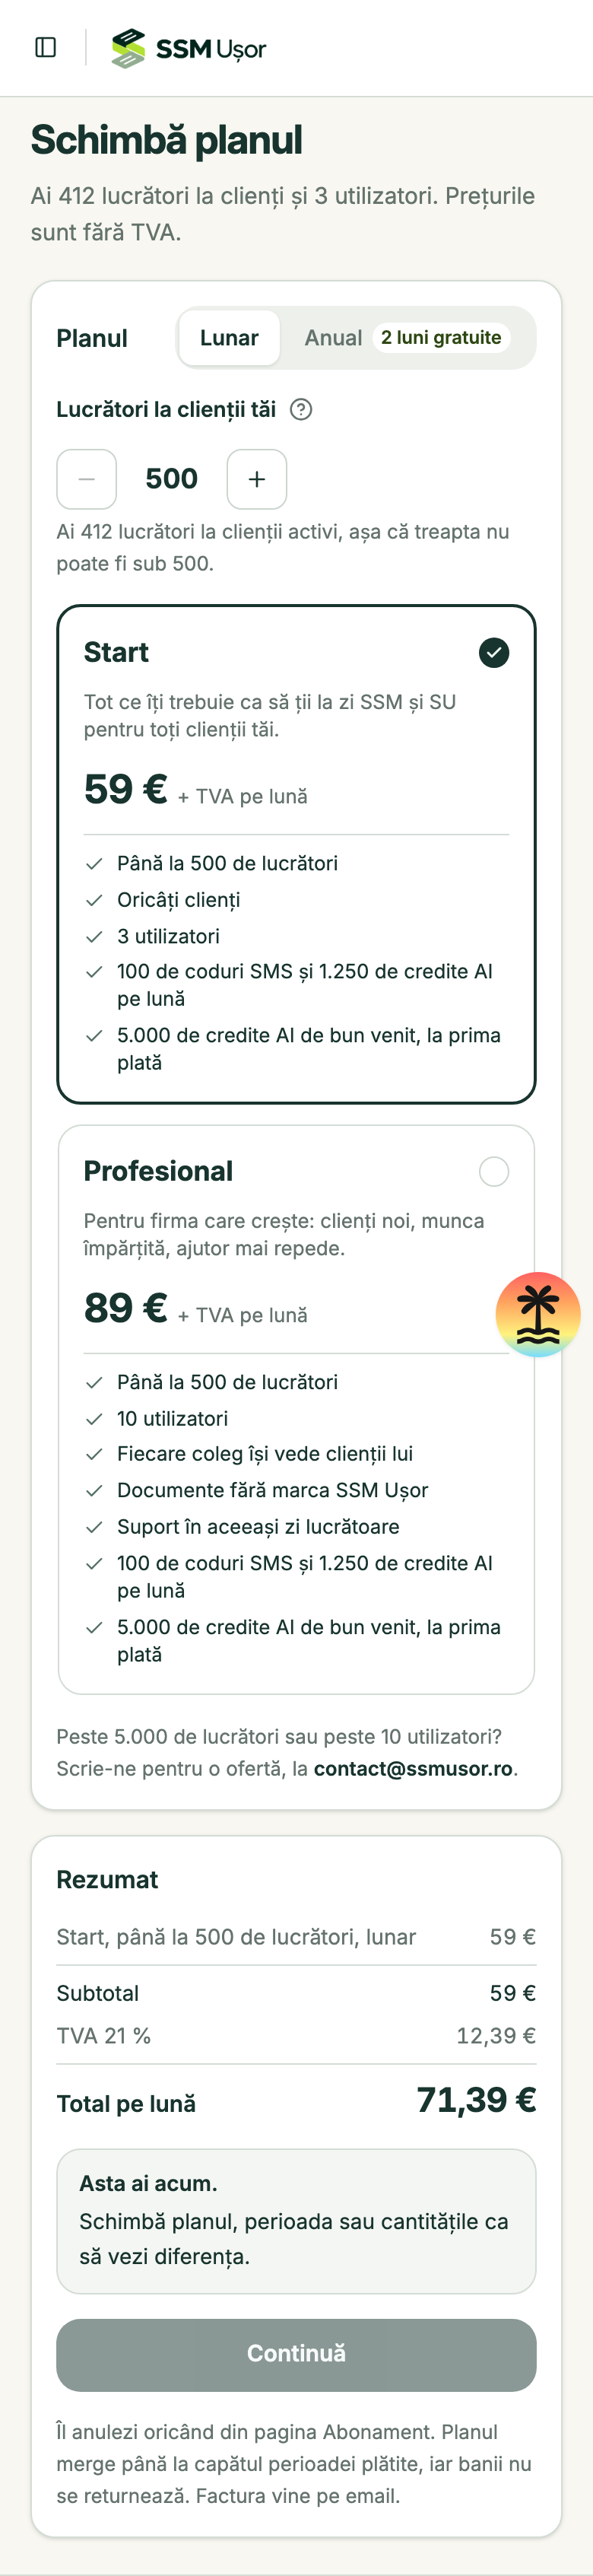 SSM Ușor
Schimbă planul
Ai 412 lucrători la clienți și 3 utilizatori. Prețurile
sunt fără TVA.
Planul
Lunar
Anual
2 luni gratuite
Lucrători la clienții tăi
500
Ai 412 lucrători la clienții activi, așa că treapta nu
poate fi sub 500.
Start
Tot ce îți trebuie ca să ții la zi SSM și SU
pentru toți clienții tăi.
59 € + TVA pe lună
Până la 500 de lucrători
Oricâți clienți
3 utilizatori
100 de coduri SMS și 1.250 de credite AI
pe lună
5.000 de credite AI de bun venit, la prima
plată
Profesional
Pentru firma care crește: clienți noi, munca
împărțită, ajutor mai repede.
89 € + TVA pe lună
Până la 500 de lucrători
10 utilizatori
Fiecare coleg își vede clienții lui
Documente fără marca SSM Ușor
Suport în aceeași zi lucrătoare
100 de coduri SMS și 1.250 de credite AI
pe lună
5.000 de credite AI de bun venit, la prima
plată
Peste 5.000 de lucrători sau peste 10 utilizatori?
Scrie-ne pentru o ofertă, la contact@ssmusor.ro.
Rezumat
Start, până la 500 de lucrători, lunar 59 €
Subtotal 59 €
TVA 21 % 12,39 €
Total pe lună 71,39 €
Asta ai acum.
Schimbă planul, perioada sau cantitățile ca
să vezi diferența.
Continuă
Îl anulezi oricând din pagina Abonament. Planul
merge până la capătul perioadei plătite, iar banii nu
se returnează. Factura vine pe email.